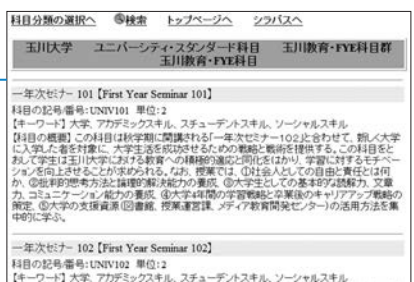 科目分類の選択へ 検索 トップページへ シラバスへ
玉川大学 ユニバーシティ・スタンダード科目 玉川教育・FYE科目群
玉川教育・FYE科目
一年次セミナー 101 【First Year Seminar 101】
科目の記号/番号:UNIV101 単位:2
【キーワード】大学、アカデミックスキル、スチューデントスキル、ソーシャルスキル
【科目の概要】この科目は秋学期に開講される「一年次セミナー102」と合わせて、新しく大学
に入学した者を対象に、大学生活を成功させるための戦略と戦術を提供する。この科目をと
おして学生は玉川大学における教育への積極的適応と同化をはかり、学習に対するモチベー
ションを向上させることが求められる。なお、授業では、①社会人としての自由と責任とは何
か、②批判的思考方法と論理的解決能力の養成、③大学生としての基本的な読解力、文章
力、コミュニケーション能力の養成、④大学4年間の学習戦略と卒業後のキャリアアップ戦略の
策定、⑤大学の支援資源(図書館、授業運営課、メディア教育開発センター)の活用方法を集
中的に学ぶ。
一年次セミナー 102 【First Year Seminar 102】
科目の記号/番号:UNIV102 単位:2
【キーワード】大学、アカデミックスキル、スチューデントスキル、ソーシャルスキル